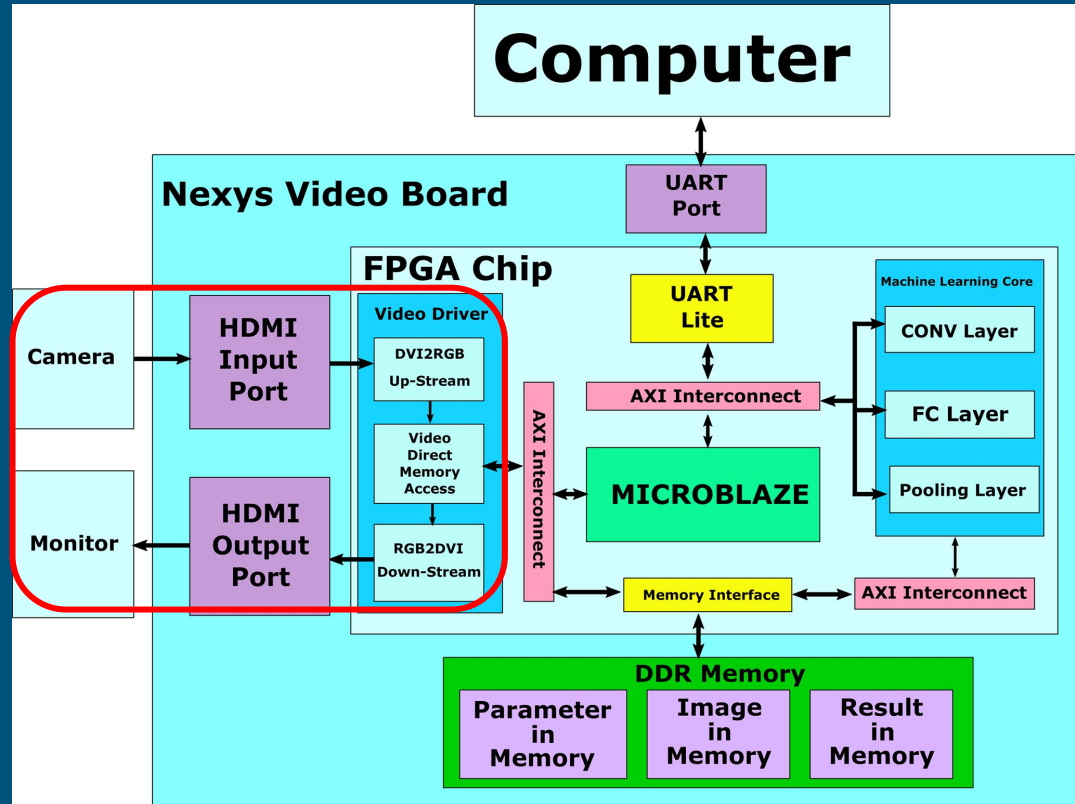 Computer
Nexys Video Board
UART
Port
FPGA Chip
UART
Lite
Machine Learning Core
CONV Layer
FC Layer
Pooling Layer
Camera
HDMI
Input
Port
Video Driver
DVI2RGB
Up-Stream
Video
Direct
Memory
Access
RGB2DVI
Down-Stream
Monitor
HDMI
Output
Port
AXI Interconnect
AXI Interconnect
MICROBLAZE
Memory Interface
AXI Interconnect
DDR Memory
Parameter
in
Memory
Image
in
Memory
Result
in
Memory